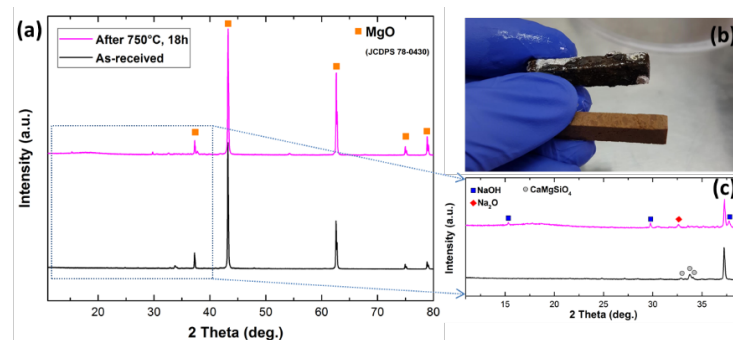 (a)
After 750°C, 18h
As-received
MgO
(JCDPS 78-0430)
Intensity (a.u.)
20 30 40 50 60 70 80
2 Theta (deg.)
(b)
(c)
NaOH
CaMgSiO4
Na2O
Intensity (a.u.)
15 20 25 30 35
2 Theta (deg.)